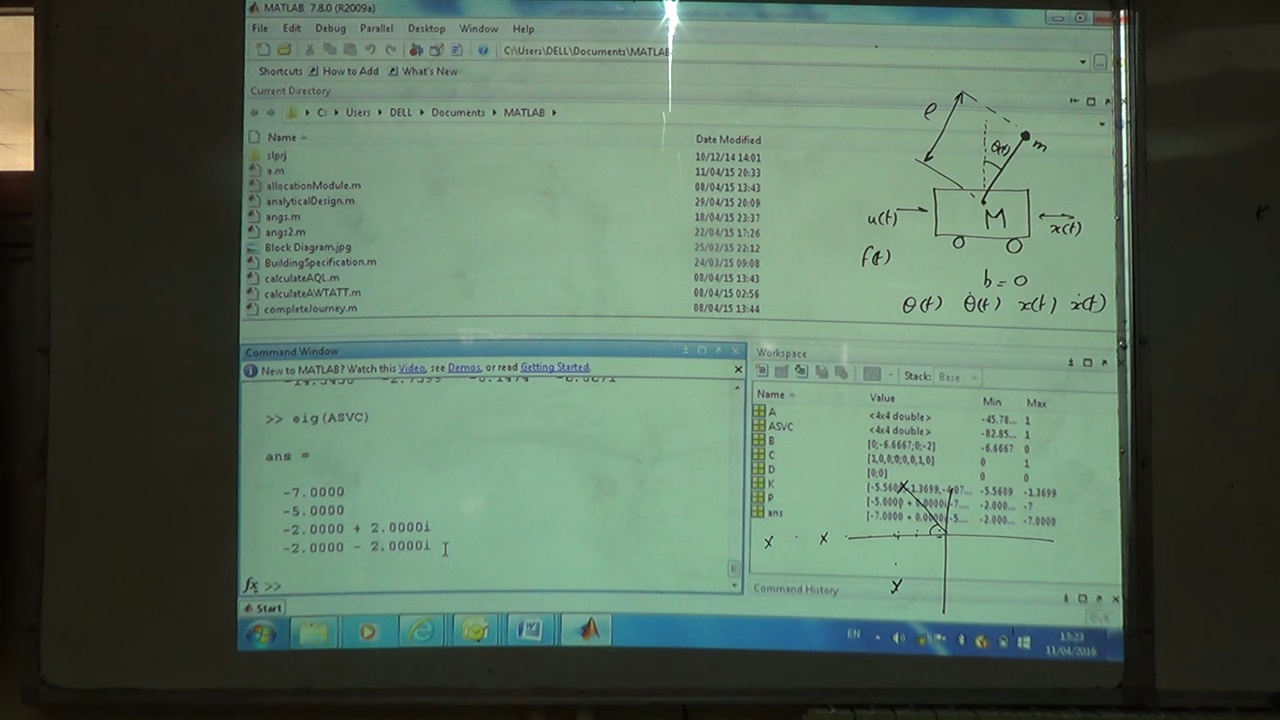 MATLAB 7.8.0 (R2009a)
File Edit Debug Parallel Desktop Window Help
C:\Users\DELL\Documents\MATLAB
Shortcuts How to Add What's New
Current Directory
C: Users DELL Documents MATLAB
Name Date Modified
slprj 10/12/14 14:01
a.m 11/04/15 20:33
allocationModule.m 08/04/15 13:43
analyticalDesign.m 29/04/15 20:09
angs.m 18/04/15 23:37
angs2.m 22/04/15 17:26
Block Diagram.jpg 25/02/15 22:12
BuildingSpecification.m 24/03/15 09:08
calculateAQL.m 08/04/15 13:43
calculateAWTATT.m 08/04/15 02:56
completeJourney.m 08/04/15 13:44
ℓ
θ(t)
m
M
u(t)
x(t)
f(t)
b = 0
θ(t) θ̇(t) x(t) ẋ(t)
Command Window
New to MATLAB? Watch this Video, see Demos, or read Getting Started.
>> eig(ASVC)
ans =
-7.0000
-5.0000
-2.0000 + 2.0000i
-2.0000 - 2.0000i
fx >>
Workspace
Stack: Base
Name Value Min Max
A <4x4 double> -45.78... 1
ASVC <4x4 double> -82.85... 1
B [0;-6.6667;0;-2] -6.6667 0
C [1,0,0,0;0,0,1,0] 0 1
D [0;0] 0 0
K -5.5609 -1.3699
P -2.000... -7
ans -2.000... -7.0000
Command History
Start
EN
13:23
11/04/2016